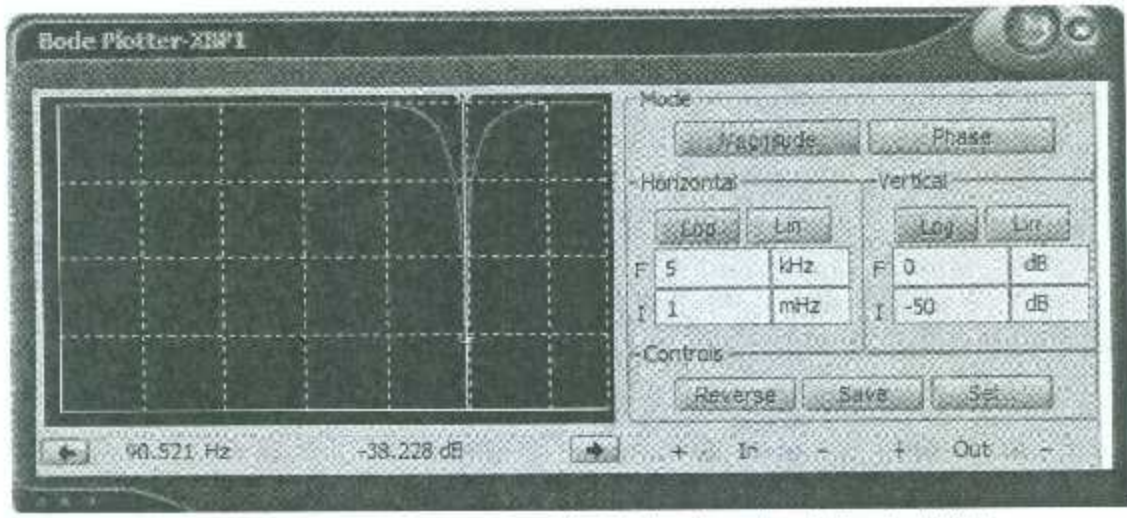 Bode Plotter-XBP1
Mode
Magnitude Phase
Horizontal Vertical
Log Lin Log Lin
F 5 kHz F 0 dB
I 1 mHz I -50 dB
Controls
Reverse Save Set
90.521 Hz -38.228 dB + In - + Out -